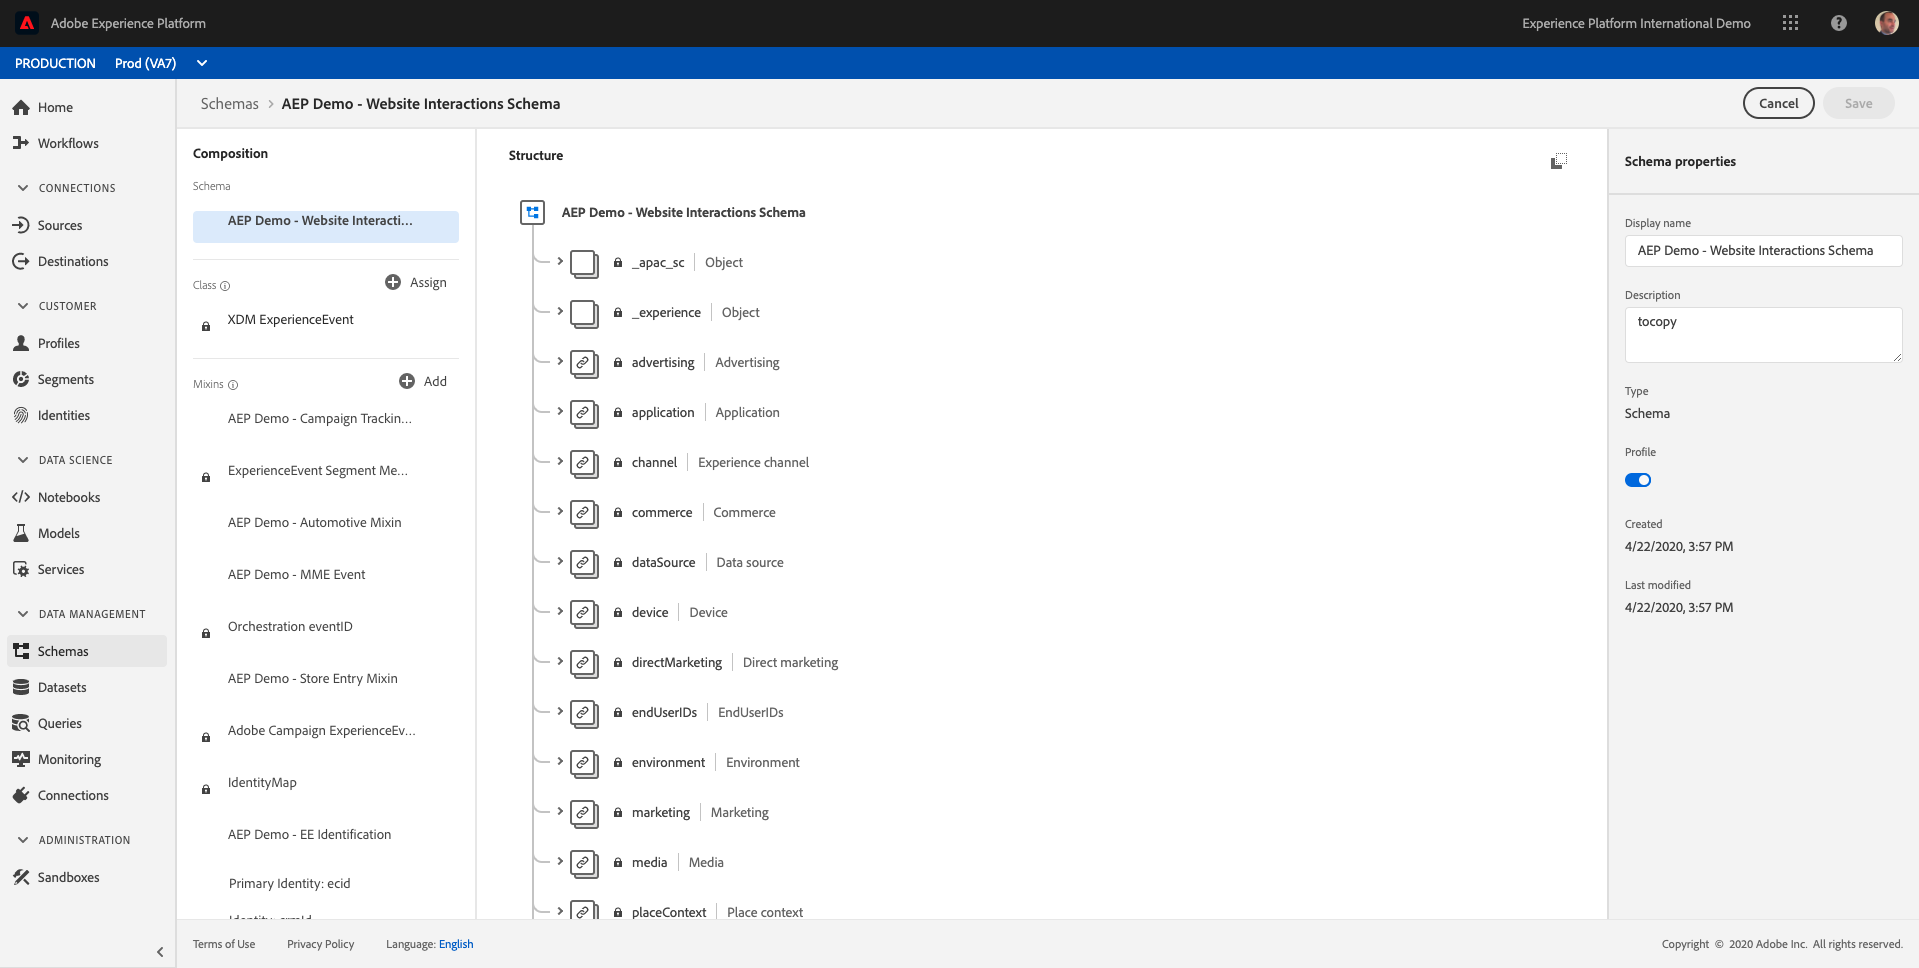 Adobe Experience Platform
Experience Platform International Demo
PRODUCTION Prod (VA7)
Home
Workflows
CONNECTIONS
Sources
Destinations
CUSTOMER
Profiles
Segments
Identities
DATA SCIENCE
Notebooks
Models
Services
DATA MANAGEMENT
Schemas
Datasets
Queries
Monitoring
Connections
ADMINISTRATION
Sandboxes
Schemas > AEP Demo - Website Interactions Schema
Cancel
Save
Composition
Schema
AEP Demo - Website Interacti...
Class
Assign
XDM ExperienceEvent
Mixins
Add
AEP Demo - Campaign Trackin...
ExperienceEvent Segment Me...
AEP Demo - Automotive Mixin
AEP Demo - MME Event
Orchestration eventID
AEP Demo - Store Entry Mixin
Adobe Campaign ExperienceEv...
IdentityMap
AEP Demo - EE Identification
Primary Identity: ecid
Identity: crmId
Structure
AEP Demo - Website Interactions Schema
_apac_sc Object
_experience Object
advertising Advertising
application Application
channel Experience channel
commerce Commerce
dataSource Data source
device Device
directMarketing Direct marketing
endUserIDs EndUserIDs
environment Environment
marketing Marketing
media Media
placeContext Place context
Schema properties
Display name
AEP Demo - Website Interactions Schema
Description
tocopy
Type
Schema
Profile
Created
4/22/2020, 3:57 PM
Last modified
4/22/2020, 3:57 PM
Terms of Use Privacy Policy Language: English
Copyright © 2020 Adobe Inc. All rights reserved.